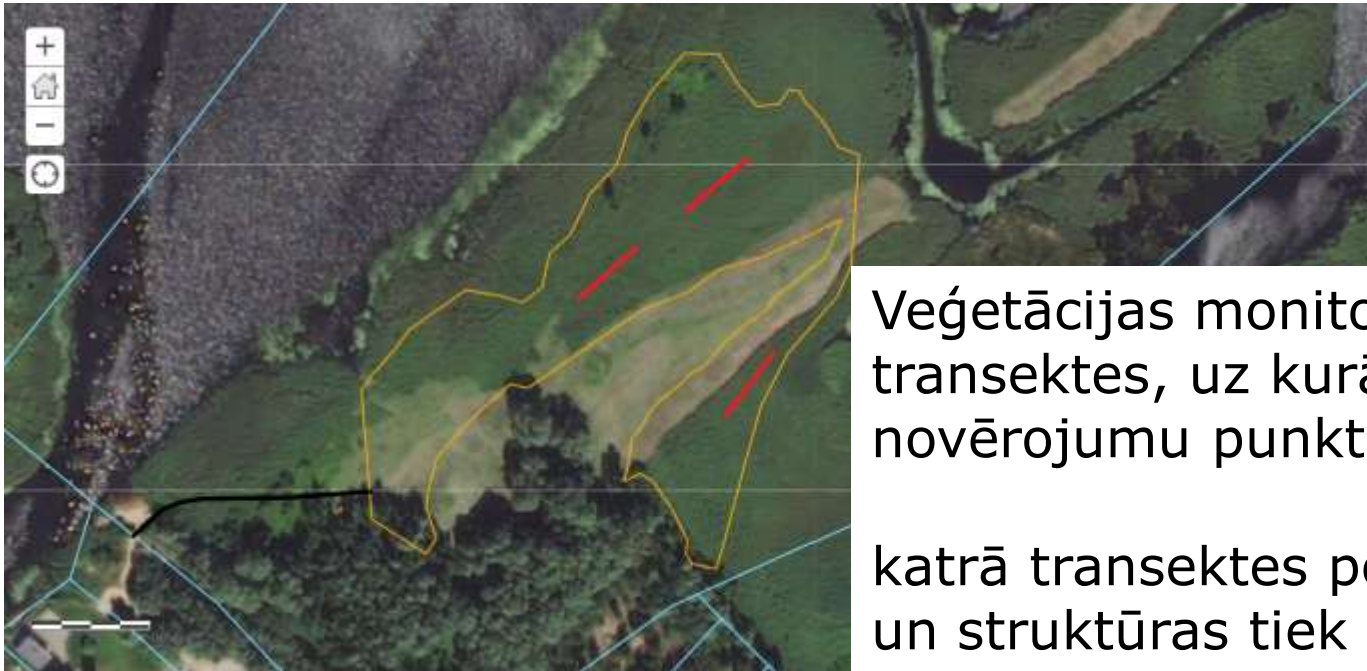 Veģetācijas monito
transektes, uz kurā
novērojumu punkt
katrā transektes p
un struktūras tiek